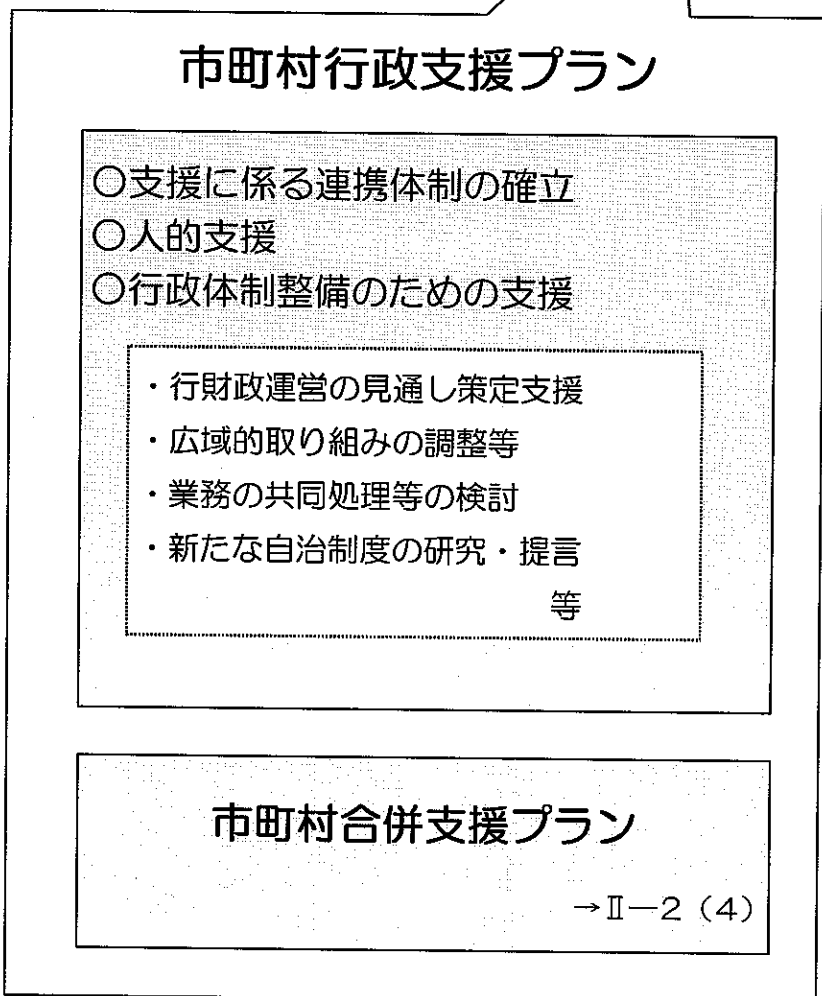 市町村行政支援プラン
○支援に係る連携体制の確立
○人的支援
○行政体制整備のための支援
・行財政運営の見通し策定支援
・広域的取り組みの調整等
・業務の共同処理等の検討
・新たな自治制度の研究・提言
等
市町村合併支援プラン
→Ⅱ―2（4）